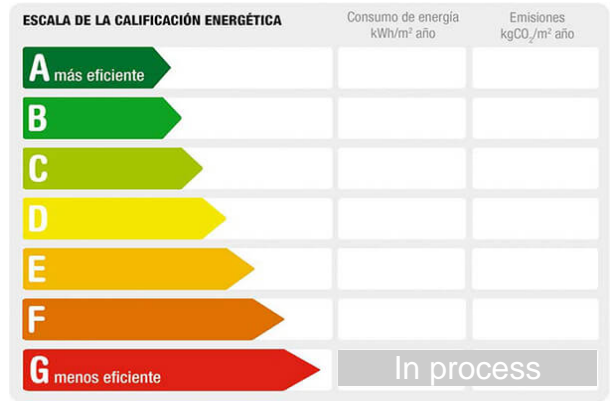 ESCALA DE LA CALIFICACIÓN ENERGÉTICA
Consumo de energía
kWh/m² año
Emisiones
kgCO₂/m² año
A más eficiente
B
C
D
E
F
G menos eficiente
In process